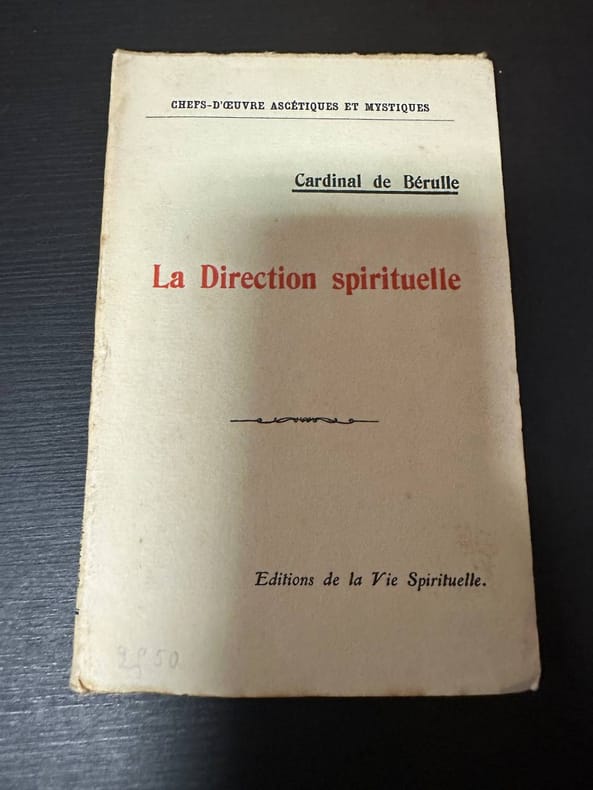 CHEFS-D'ŒUVRE ASCÉTIQUES ET MYSTIQUES
Cardinal de Bérulle
La Direction spirituelle
Editions de la Vie Spirituelle.